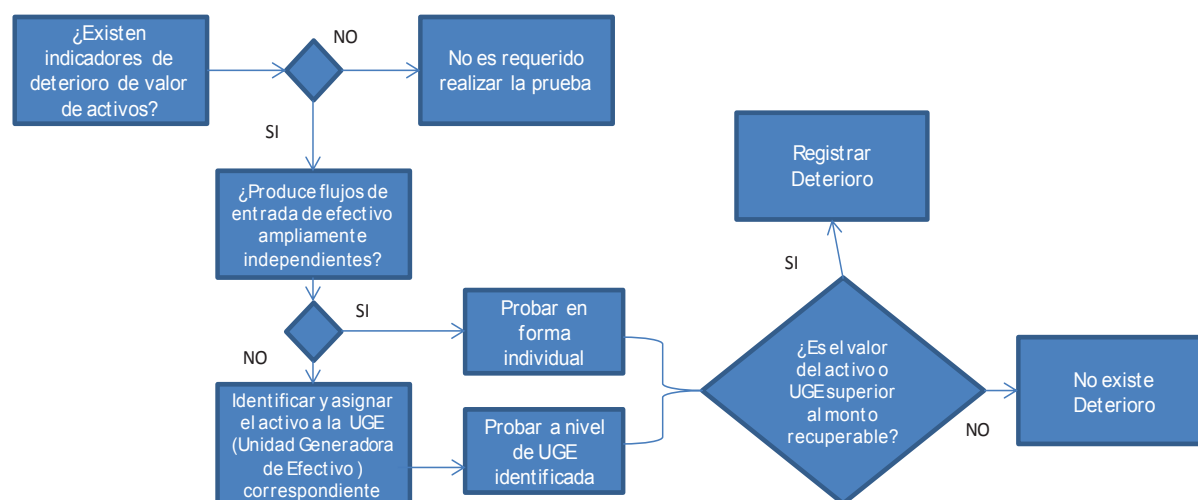 ¿Existen
indicadores de
deterioro de valor
de activos?
NO
No es requerido
realizar la prueba
SI
¿Produce flujos de
entrada de efectivo
ampliamente
independientes?
SI
NO
Identificar y asignar
el activo a la UGE
(Unidad Generadora
de Efectivo )
correspondiente
Probar en
forma
individual
Probar a nivel
de UGE
identificada
¿Es el valor
del activo o
UGE superior
al monto
recuperable?
SI
Registrar
Deterioro
NO
No existe
Deterioro